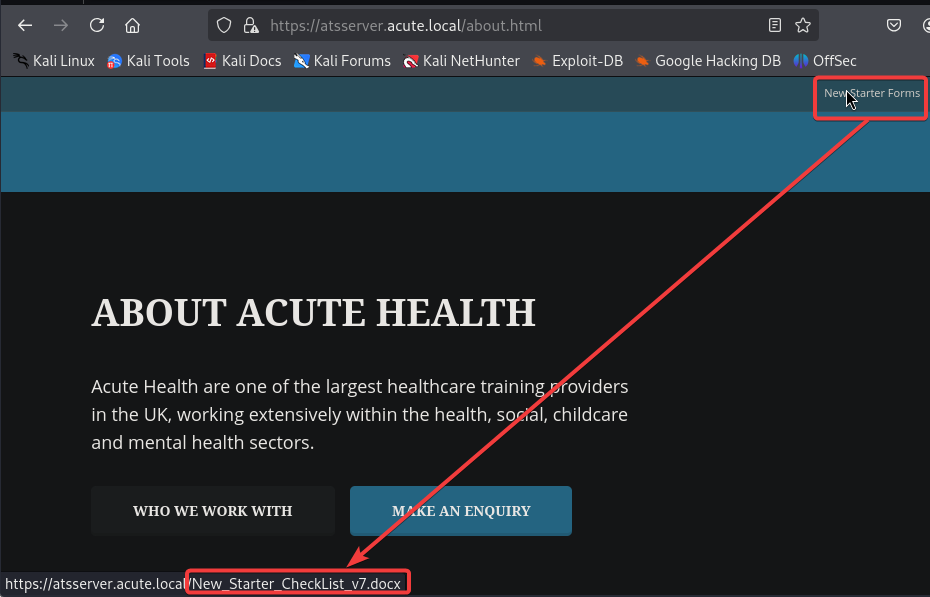 https://atsserver.acute.local/about.html
Kali Linux Kali Tools Kali Docs Kali Forums Kali NetHunter Exploit-DB Google Hacking DB OffSec
New Starter Forms
ABOUT ACUTE HEALTH
Acute Health are one of the largest healthcare training providers
in the UK, working extensively within the health, social, childcare
and mental health sectors.
WHO WE WORK WITH MAKE AN ENQUIRY
https://atsserver.acute.local/New_Starter_CheckList_v7.docx